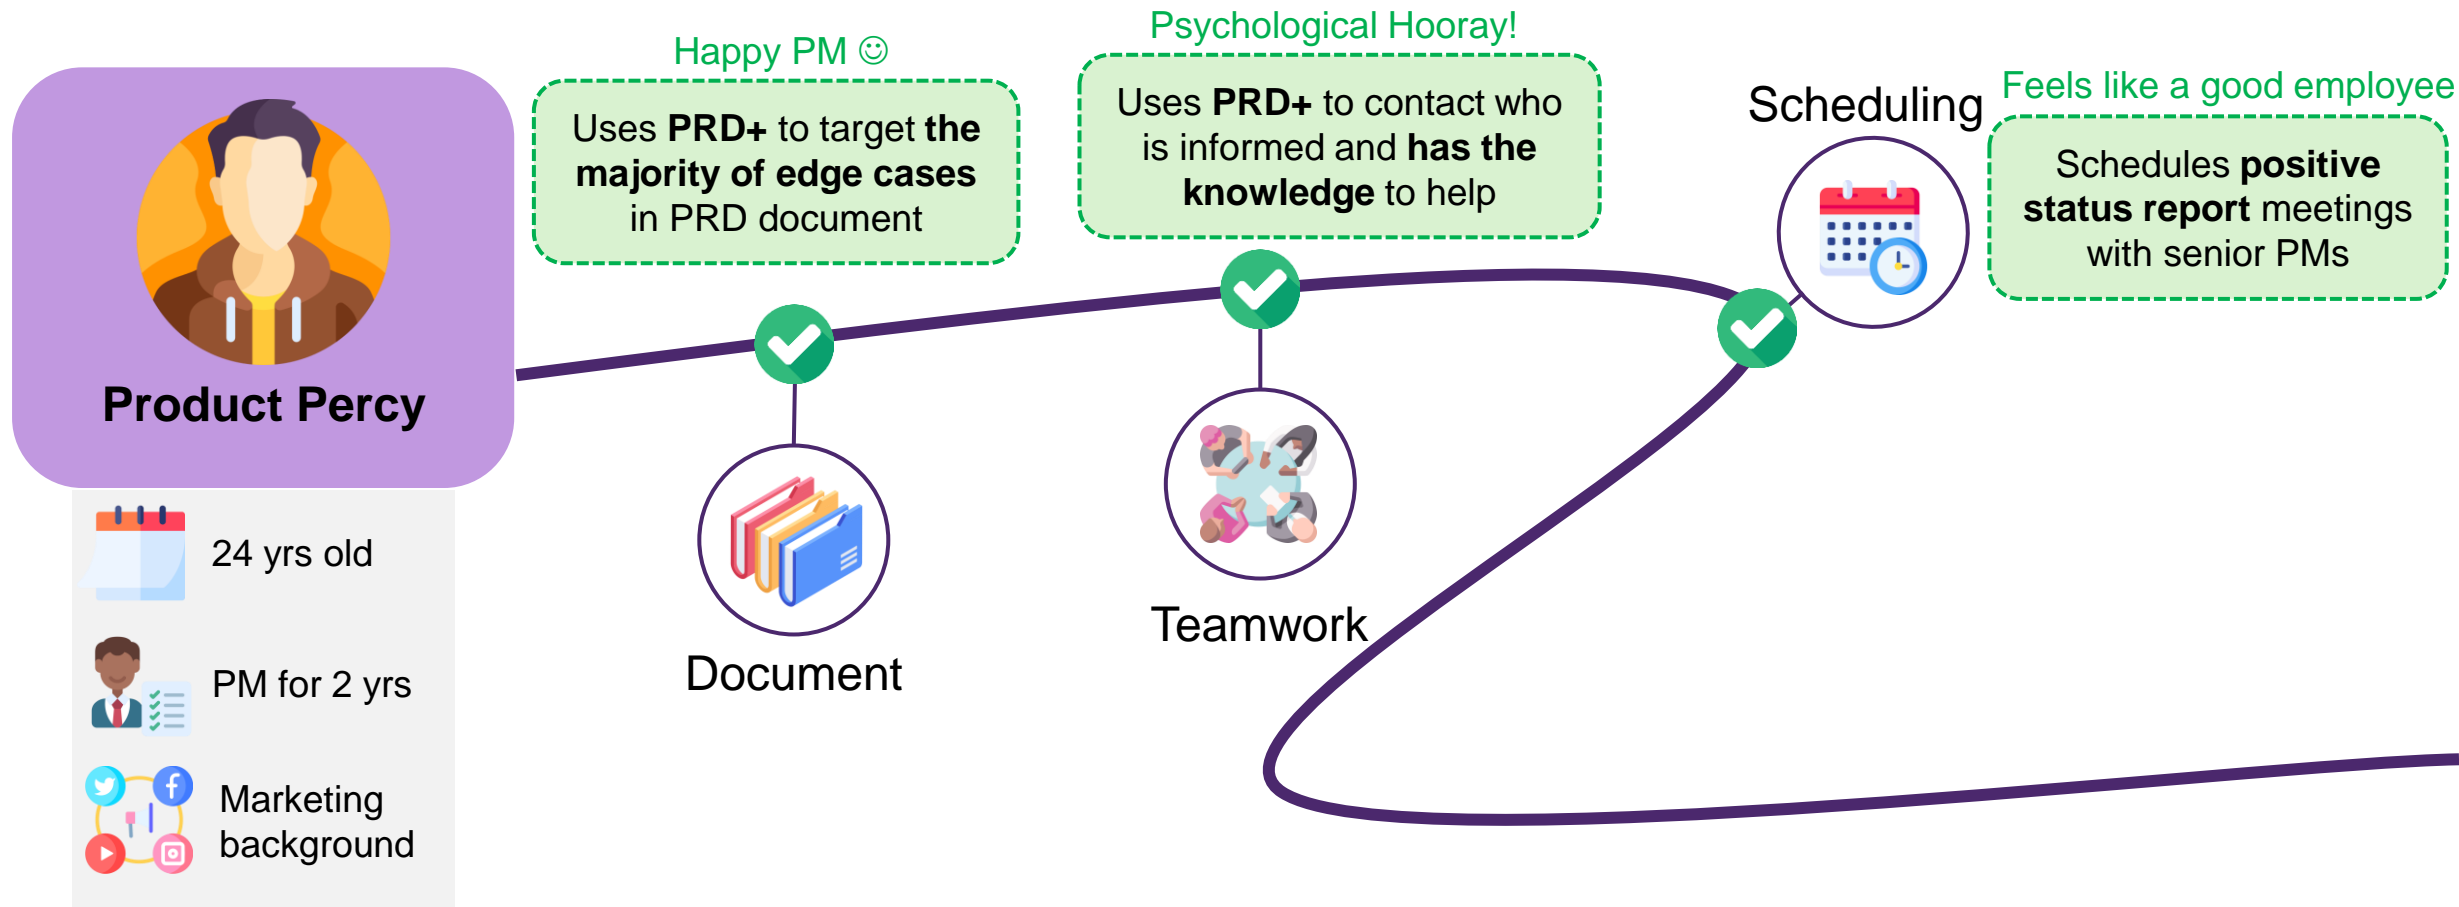 Product Percy
24 yrs old
PM for 2 yrs
Marketing
background
Happy PM ☺
Uses PRD+ to target the
majority of edge cases
in PRD document
Document
Psychological Hooray!
Uses PRD+ to contact who
is informed and has the
knowledge to help
Teamwork
Scheduling
Feels like a good employee
Schedules positive
status report meetings
with senior PMs